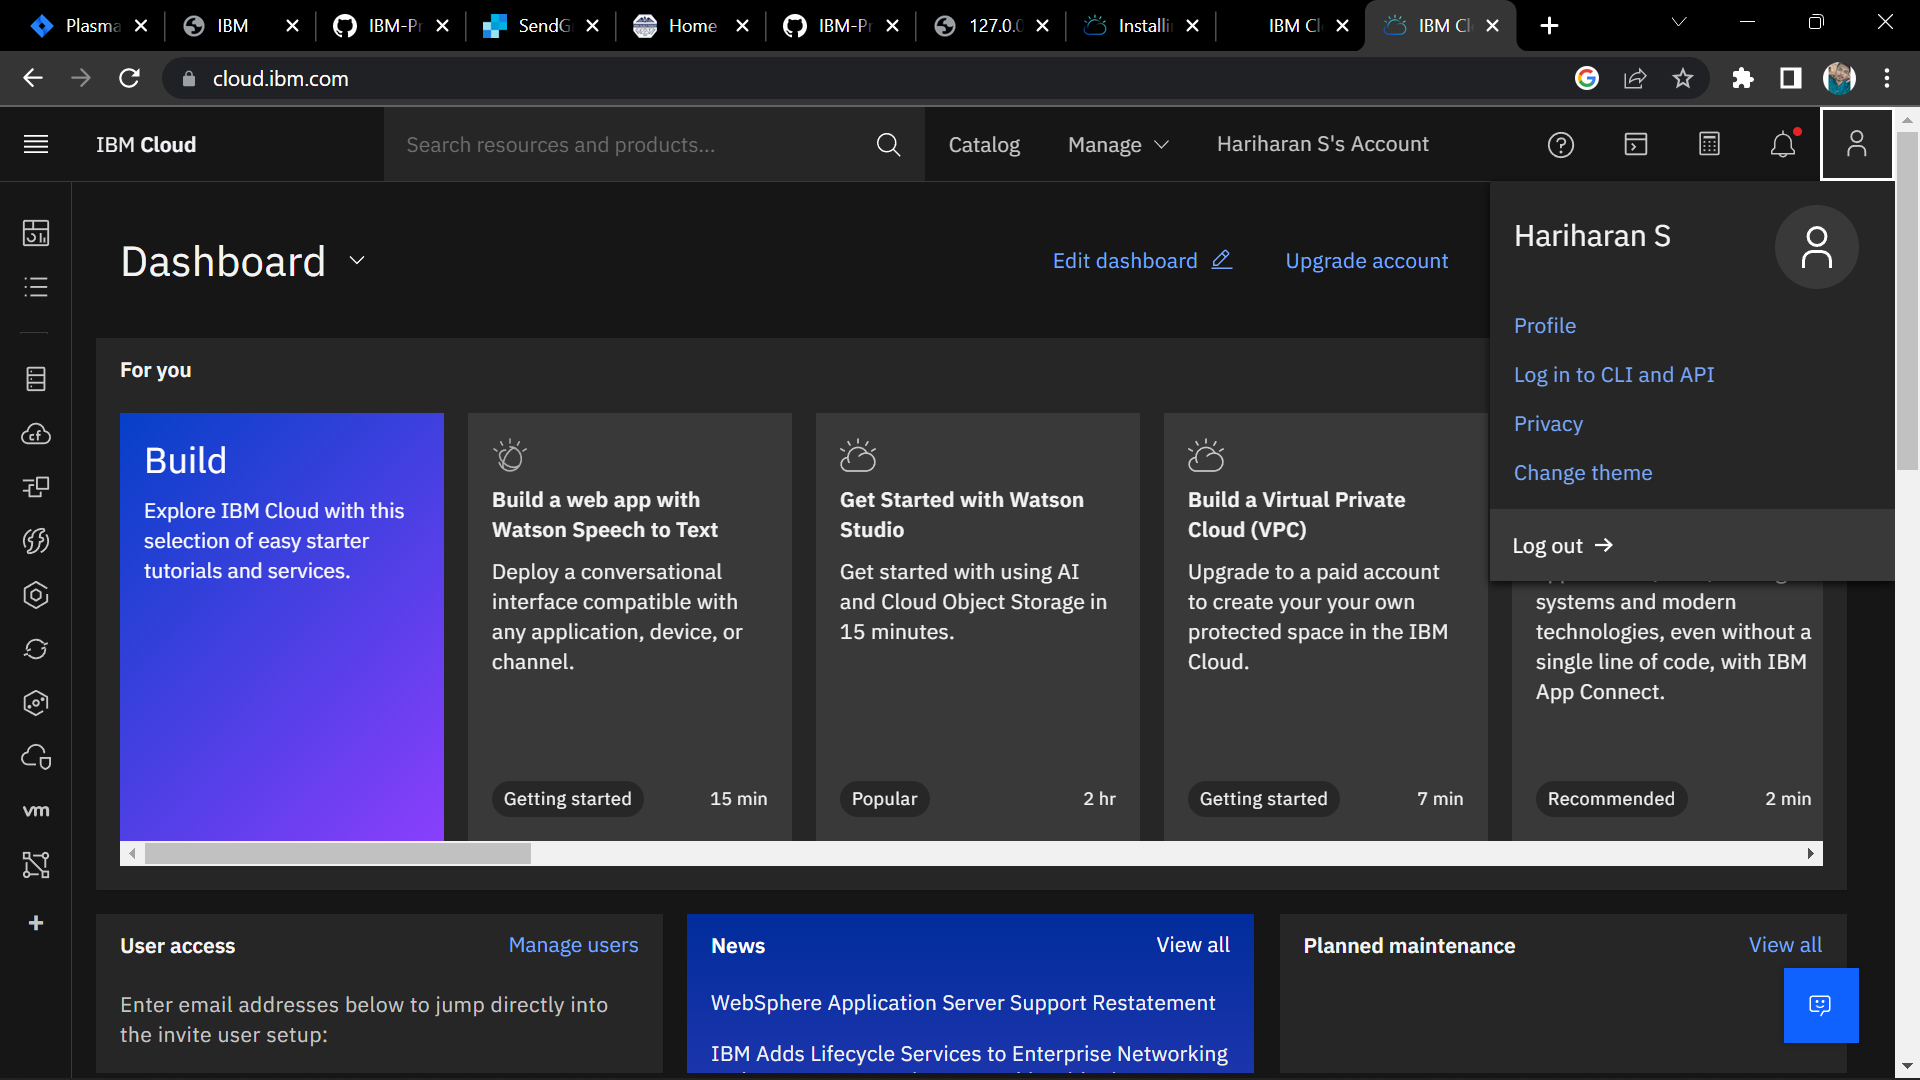 Plasma
IBM
IBM-Pr
SendG
Home
IBM-Pr
127.0.0
Installi
IBM Cl
IBM Cl
cloud.ibm.com
IBM Cloud
Search resources and products...
Catalog
Manage
Hariharan S's Account
Dashboard
Edit dashboard
Upgrade account
Hariharan S
Profile
Log in to CLI and API
Privacy
Change theme
Log out
For you
Build
Explore IBM Cloud with this
selection of easy starter
tutorials and services.
Build a web app with
Watson Speech to Text
Deploy a conversational
interface compatible with
any application, device, or
channel.
Getting started
15 min
Get Started with Watson
Studio
Get started with using AI
and Cloud Object Storage in
15 minutes.
Popular
2 hr
Build a Virtual Private
Cloud (VPC)
Upgrade to a paid account
to create your your own
protected space in the IBM
Cloud.
Getting started
7 min
systems and modern
technologies, even without a
single line of code, with IBM
App Connect.
Recommended
2 min
cf
vm
User access
Manage users
Enter email addresses below to jump directly into
the invite user setup:
News
View all
WebSphere Application Server Support Restatement
IBM Adds Lifecycle Services to Enterprise Networking
Planned maintenance
View all